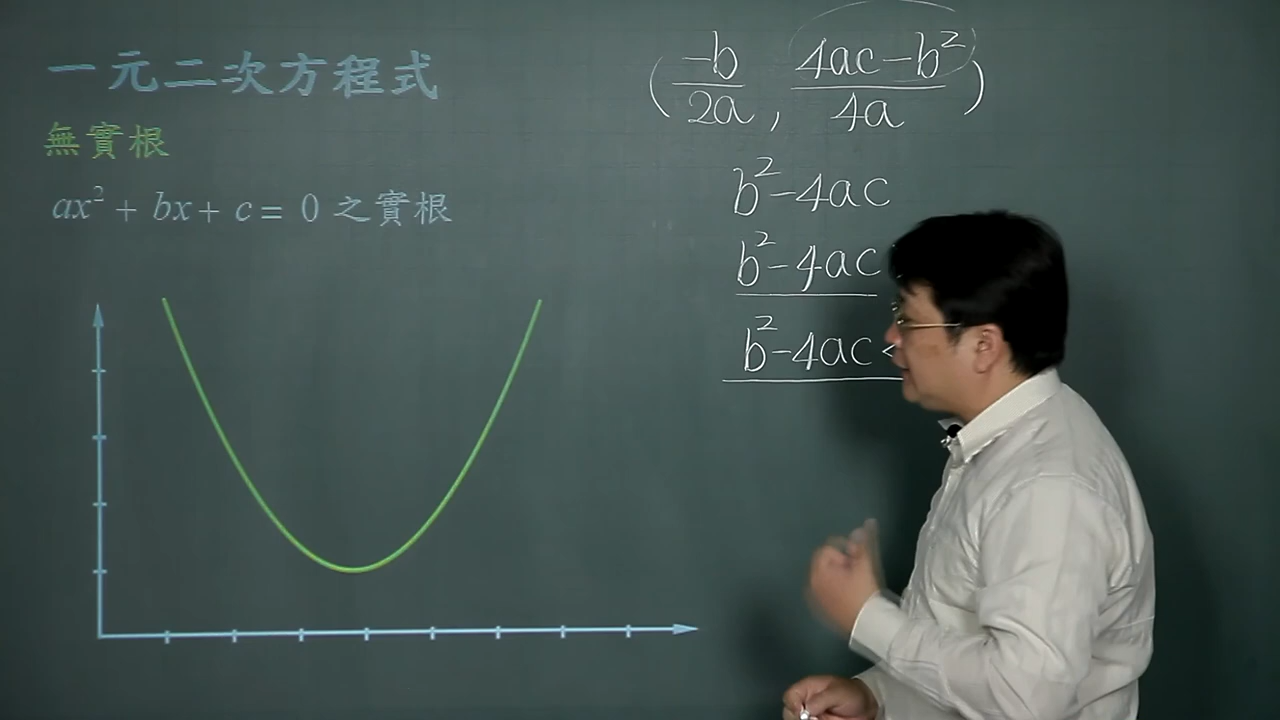 一元二次方程式
無實根
ax² + bx + c = 0 之實根
(-b/2a, 4ac-b²/4a)
b²-4ac
b²-4ac
b²-4ac<